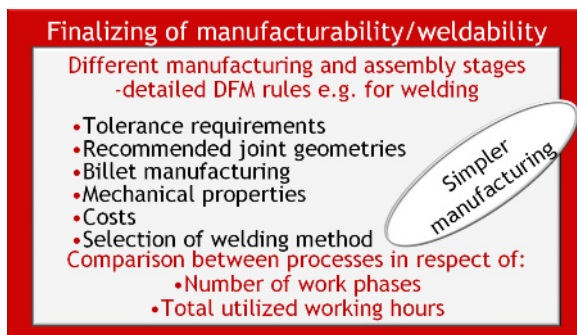 Finalizing of manufacturability/weldability
Different manufacturing and assembly stages
-detailed DFM rules e.g. for welding
•Tolerance requirements
•Recommended joint geometries
•Billet manufacturing
•Mechanical properties
•Costs
•Selection of welding method
Simpler
manufacturing
Comparison between processes in respect of:
•Number of work phases
•Total utilized working hours